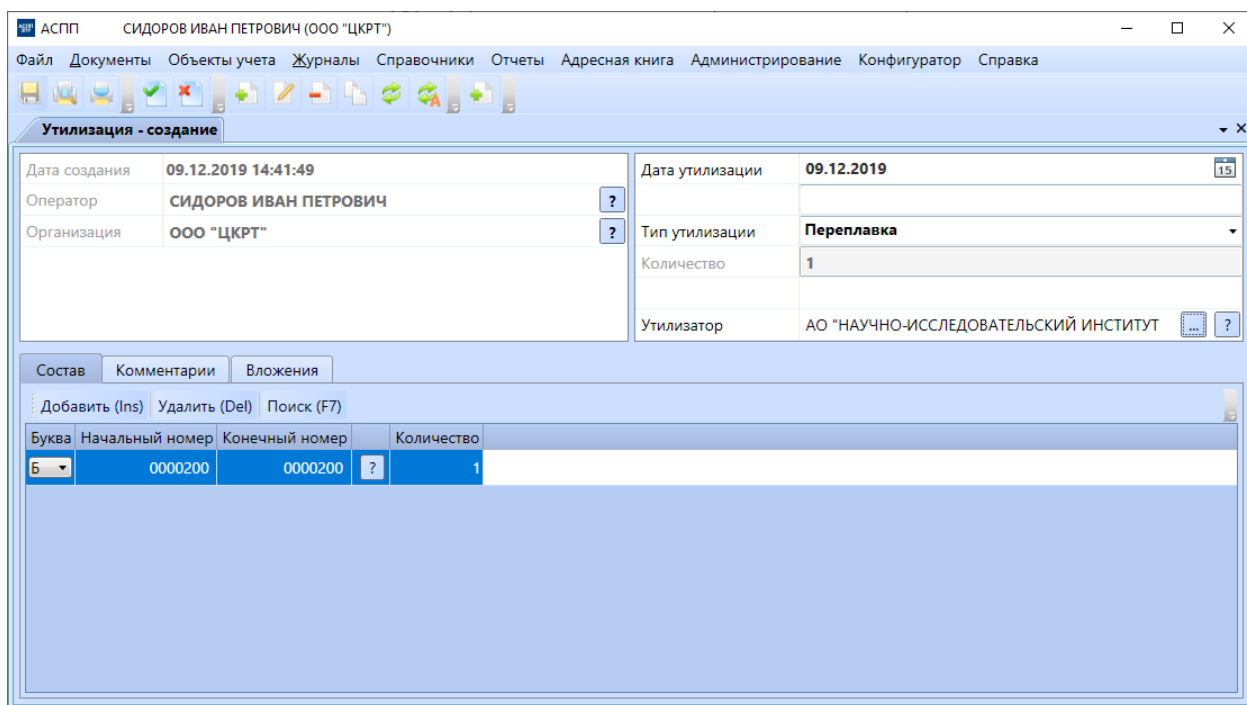 АСПП СИДОРОВ ИВАН ПЕТРОВИЧ (ООО "ЦКРТ")
Файл Документы Объекты учета Журналы Справочники Отчеты Адресная книга Администрирование Конфигуратор Справка
Утилизация - создание
Дата создания 09.12.2019 14:41:49
Оператор СИДОРОВ ИВАН ПЕТРОВИЧ ?
Организация ООО "ЦКРТ" ?
Дата утилизации 09.12.2019 15
Тип утилизации Переплавка
Количество 1
Утилизатор АО "НАУЧНО-ИССЛЕДОВАТЕЛЬСКИЙ ИНСТИТУТ ... ?
Состав Комментарии Вложения
Добавить (Ins) Удалить (Del) Поиск (F7)
Буква Начальный номер Конечный номер Количество
Б 0000200 0000200 ? 1